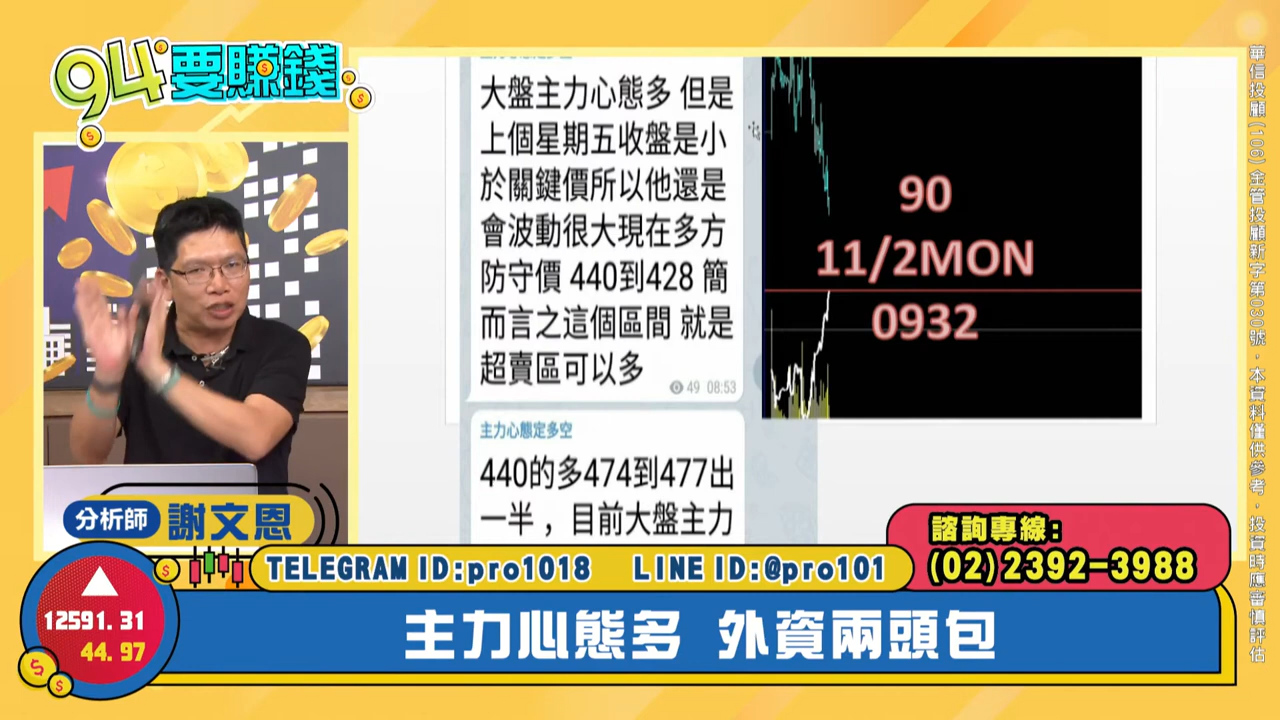 94要賺錢
大盤主力心態多 但是
上個星期五收盤是小
於關鍵價所以他還是
會波動很大現在多方
防守價 440到428 簡
而言之這個區間 就是
超賣區可以多
49 08:53
主力心態定多空
440的多474到477出
一半，目前大盤主力
90
11/2MON
0932
華信投顧(108)金管投顧新字第030號，本資料僅供參考，投資時應審慎評估
分析師 謝文恩
TELEGRAM ID:pro1018 LINE ID:@pro101
諮詢專線:
(02)2392-3988
12591.31
44.97
主力心態多 外資兩頭包